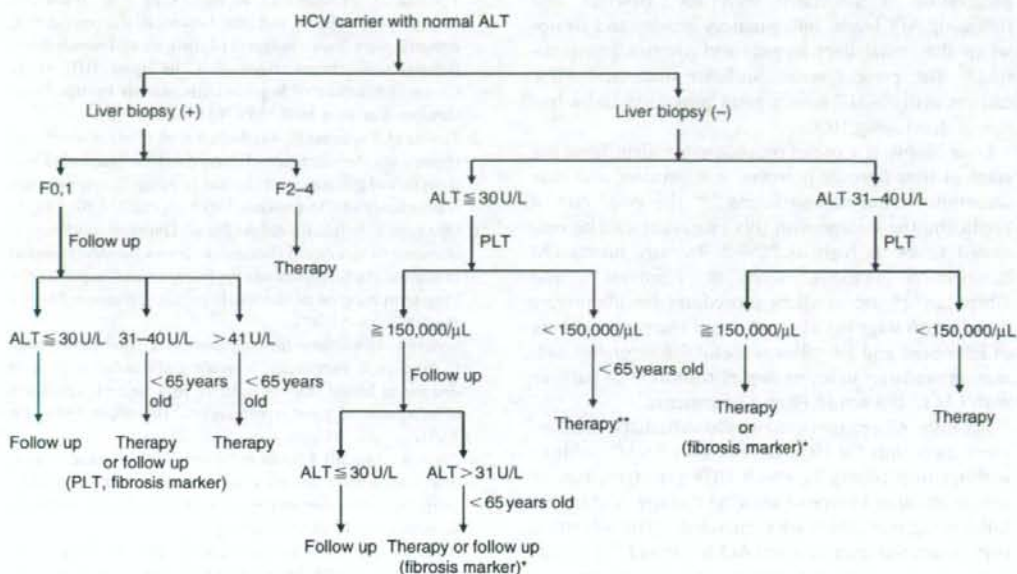 HCV carrier with normal ALT
Liver biopsy (+)
Liver biopsy (–)
F0,1
F2–4
ALT ≦ 30 U/L
ALT 31–40 U/L
Follow up
PLT
PLT
Therapy
ALT ≦ 30 U/L
31–40 U/L
>41 U/L
≧150,000/µL
<150,000/µL
≧150,000/µL
<150,000/µL
<65 years old
<65 years old
Follow up
<65 years old
Follow up
Therapy or follow up (PLT, fibrosis marker)
Therapy
Therapy**
Therapy or (fibrosis marker)*
Therapy
ALT ≦ 30 U/L
ALT > 31 U/L
<65 years old
Follow up
Therapy or follow up
(fibrosis marker)*